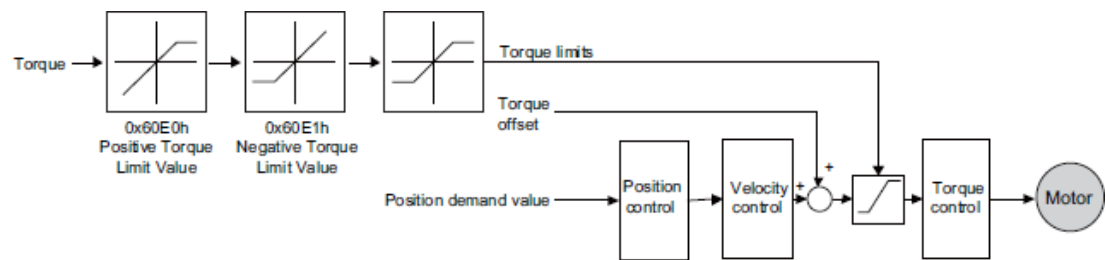 Torque
Torque limits
0x60E0h
Positive Torque
Limit Value
0x60E1h
Negative Torque
Limit Value
Torque
offset
+
Position demand value
Position
control
Velocity
control
+
Torque
control
Motor